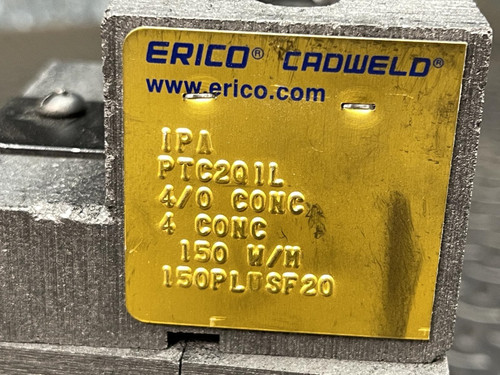 ERICO® CADWELD®
www.erico.com
IPA
PTC2Q1L
4/0 CONC
4 CONC
150 W/M
150PLUSF20